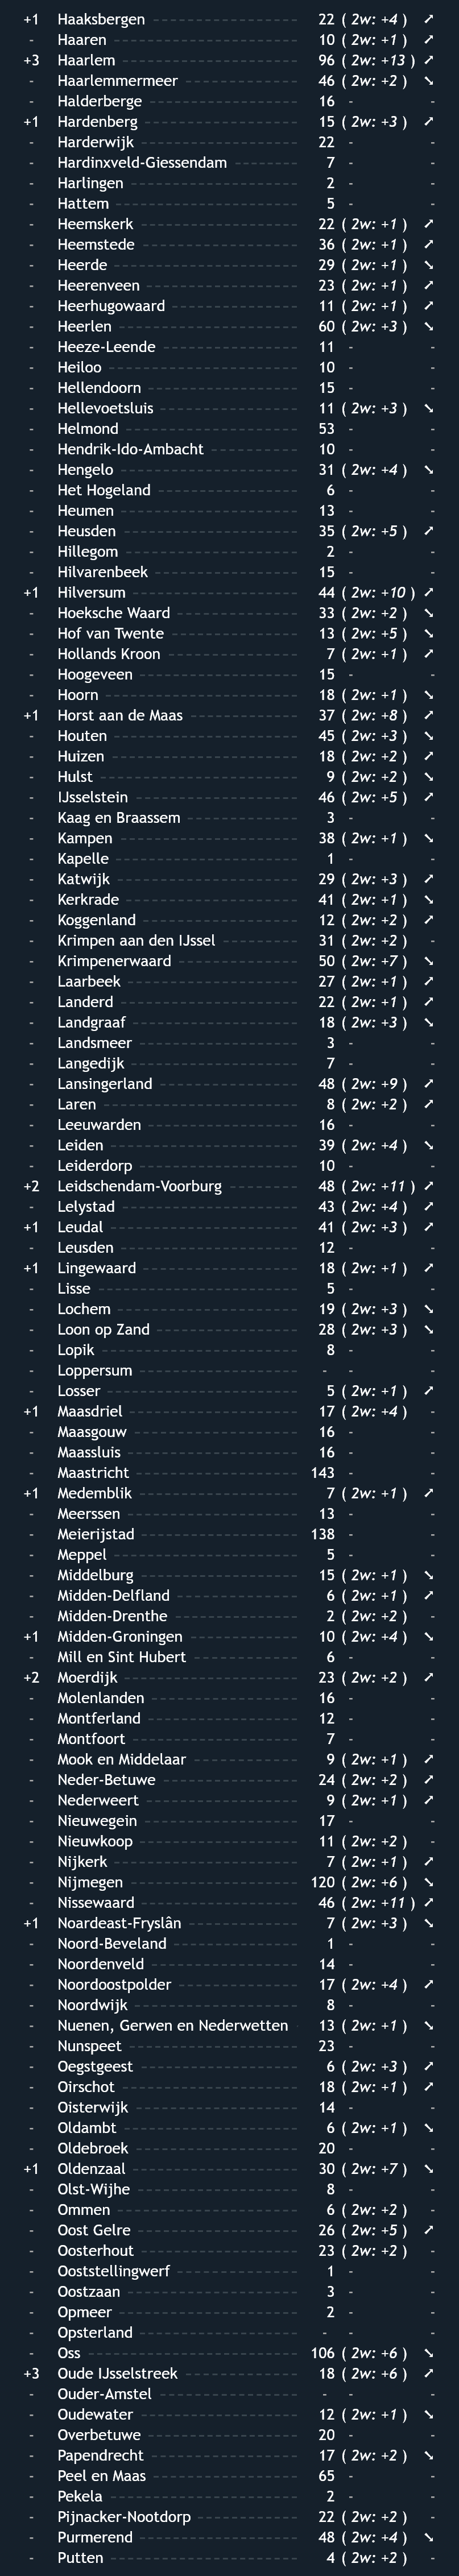 +1 Haaksbergen 22 ( 2w: +4 ) ↗
- Haaren 10 ( 2w: +1 ) ↗
+3 Haarlem 96 ( 2w: +13 ) ↗
- Haarlemmermeer 46 ( 2w: +2 ) ↘
- Halderberge 16 - -
+1 Hardenberg 15 ( 2w: +3 ) ↗
- Harderwijk 22 - -
- Hardinxveld-Giessendam 7 - -
- Harlingen 2 - -
- Hattem 5 - -
- Heemskerk 22 ( 2w: +1 ) ↗
- Heemstede 36 ( 2w: +1 ) ↗
- Heerde 29 ( 2w: +1 ) ↘
- Heerenveen 23 ( 2w: +1 ) ↗
- Heerhugowaard 11 ( 2w: +1 ) ↗
- Heerlen 60 ( 2w: +3 ) ↘
- Heeze-Leende 11 - -
- Heiloo 10 - -
- Hellendoorn 15 - -
- Hellevoetsluis 11 ( 2w: +3 ) ↘
- Helmond 53 - -
- Hendrik-Ido-Ambacht 10 - -
- Hengelo 31 ( 2w: +4 ) ↘
- Het Hogeland 6 - -
- Heumen 13 - -
- Heusden 35 ( 2w: +5 ) ↗
- Hillegom 2 - -
- Hilvarenbeek 15 - -
+1 Hilversum 44 ( 2w: +10 ) ↗
- Hoeksche Waard 33 ( 2w: +2 ) ↘
- Hof van Twente 13 ( 2w: +5 ) ↘
- Hollands Kroon 7 ( 2w: +1 ) ↗
- Hoogeveen 15 - -
- Hoorn 18 ( 2w: +1 ) ↘
+1 Horst aan de Maas 37 ( 2w: +8 ) ↗
- Houten 45 ( 2w: +3 ) ↘
- Huizen 18 ( 2w: +2 ) ↗
- Hulst 9 ( 2w: +2 ) ↘
- IJsselstein 46 ( 2w: +5 ) ↗
- Kaag en Braassem 3 - -
- Kampen 38 ( 2w: +1 ) ↘
- Kapelle 1 - -
- Katwijk 29 ( 2w: +3 ) ↗
- Kerkrade 41 ( 2w: +1 ) ↘
- Koggenland 12 ( 2w: +2 ) ↗
- Krimpen aan den IJssel 31 ( 2w: +2 ) -
- Krimpenerwaard 50 ( 2w: +7 ) ↘
- Laarbeek 27 ( 2w: +1 ) ↗
- Landerd 22 ( 2w: +1 ) ↗
- Landgraaf 18 ( 2w: +3 ) ↘
- Landsmeer 3 - -
- Langedijk 7 - -
- Lansingerland 48 ( 2w: +9 ) ↗
- Laren 8 ( 2w: +2 ) ↗
- Leeuwarden 16 - -
- Leiden 39 ( 2w: +4 ) ↘
- Leiderdorp 10 - -
+2 Leidschendam-Voorburg 48 ( 2w: +11 ) ↗
- Lelystad 43 ( 2w: +4 ) ↗
+1 Leudal 41 ( 2w: +3 ) ↗
- Leusden 12 - -
+1 Lingewaard 18 ( 2w: +1 ) ↗
- Lisse 5 - -
- Lochem 19 ( 2w: +3 ) ↘
- Loon op Zand 28 ( 2w: +3 ) ↘
- Lopik 8 - -
- Loppersum - - -
- Losser 5 ( 2w: +1 ) ↗
+1 Maasdriel 17 ( 2w: +4 ) -
- Maasgouw 16 - -
- Maassluis 16 - -
- Maastricht 143 - -
+1 Medemblik 7 ( 2w: +1 ) ↗
- Meerssen 13 - -
- Meierijstad 138 - -
- Meppel 5 - -
- Middelburg 15 ( 2w: +1 ) ↘
- Midden-Delfland 6 ( 2w: +1 ) ↗
- Midden-Drenthe 2 ( 2w: +2 ) -
+1 Midden-Groningen 10 ( 2w: +4 ) ↘
- Mill en Sint Hubert 6 - -
+2 Moerdijk 23 ( 2w: +2 ) ↗
- Molenlanden 16 - -
- Montferland 12 - -
- Montfoort 7 - -
- Mook en Middelaar 9 ( 2w: +1 ) ↗
- Neder-Betuwe 24 ( 2w: +2 ) ↗
- Nederweert 9 ( 2w: +1 ) ↗
- Nieuwegein 17 - -
- Nieuwkoop 11 ( 2w: +2 ) -
- Nijkerk 7 ( 2w: +1 ) ↗
- Nijmegen 120 ( 2w: +6 ) ↘
- Nissewaard 46 ( 2w: +11 ) ↗
+1 Noardeast-Fryslân 7 ( 2w: +3 ) ↘
- Noord-Beveland 1 - -
- Noordenveld 14 - -
- Noordoostpolder 17 ( 2w: +4 ) ↗
- Noordwijk 8 - -
- Nuenen, Gerwen en Nederwetten 13 ( 2w: +1 ) ↘
- Nunspeet 23 - -
- Oegstgeest 6 ( 2w: +3 ) ↗
- Oirschot 18 ( 2w: +1 ) ↗
- Oisterwijk 14 - -
- Oldambt 6 ( 2w: +1 ) ↘
- Oldebroek 20 - -
+1 Oldenzaal 30 ( 2w: +7 ) ↘
- Olst-Wijhe 8 - -
- Ommen 6 ( 2w: +2 ) -
- Oost Gelre 26 ( 2w: +5 ) ↗
- Oosterhout 23 ( 2w: +2 ) -
- Ooststellingwerf 1 - -
- Oostzaan 3 - -
- Opmeer 2 - -
- Opsterland - - -
- Oss 106 ( 2w: +6 ) ↘
+3 Oude IJsselstreek 18 ( 2w: +6 ) ↗
- Ouder-Amstel - - -
- Oudewater 12 ( 2w: +1 ) ↘
- Overbetuwe 20 - -
- Papendrecht 17 ( 2w: +2 ) ↘
- Peel en Maas 65 - -
- Pekela 2 - -
- Pijnacker-Nootdorp 22 ( 2w: +2 ) -
- Purmerend 48 ( 2w: +4 ) ↘
- Putten 4 ( 2w: +2 ) -